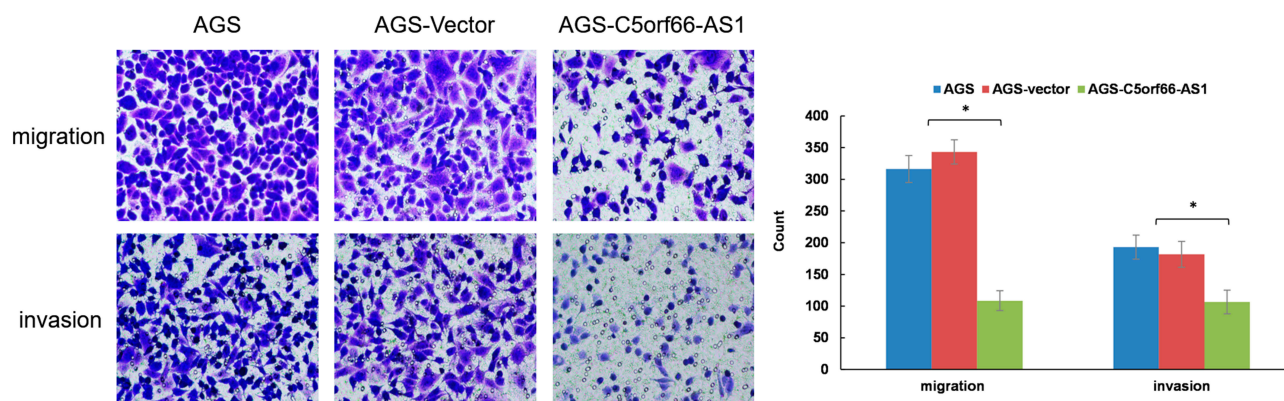 AGS AGS-Vector AGS-C5orf66-AS1
migration
invasion
AGS AGS-vector AGS-C5orf66-AS1
*
*
400
350
300
250
200
150
100
50
0
Count
migration invasion